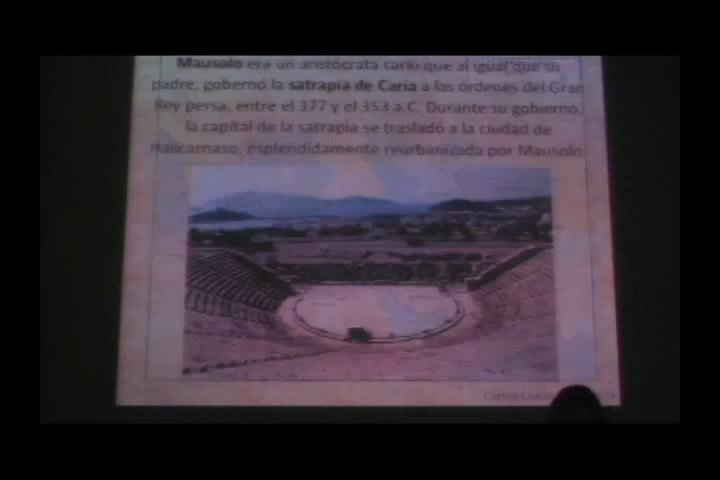 Mausolo era un aristócrata cario que al igual que su
padre, gobernó la satrapía de Caria a las órdenes del Gran
Rey persa, entre el 377 y el 353 a.C. Durante su gobierno,
la capital de la satrapía se trasladó a la ciudad de
Halicarnaso, esplendidamente reurbanizada por Mausolo.